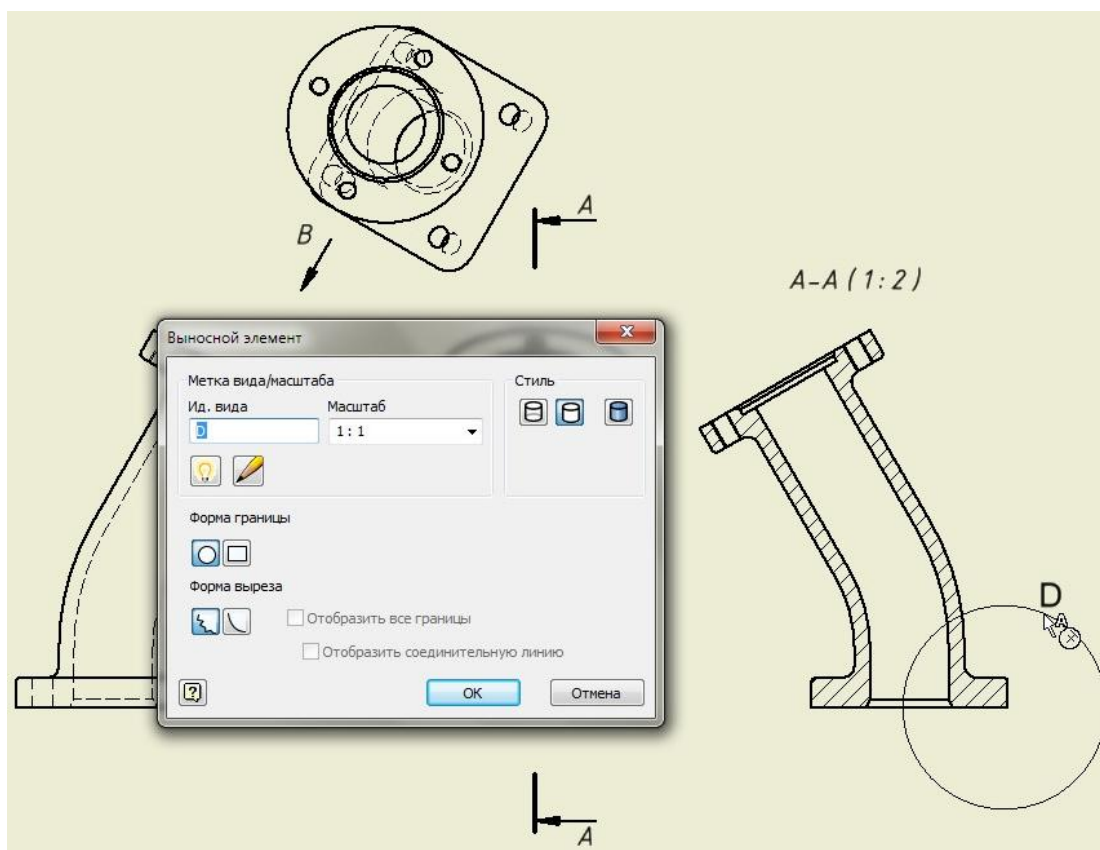 A
B
A-A (1:2)
Выносной элемент
Метка вида/масштаба
Стиль
Ид. вида
Масштаб
D
1 : 1
Форма границы
Форма выреза
Отобразить все границы
Отобразить соединительную линию
OK
Отмена
D
A
A